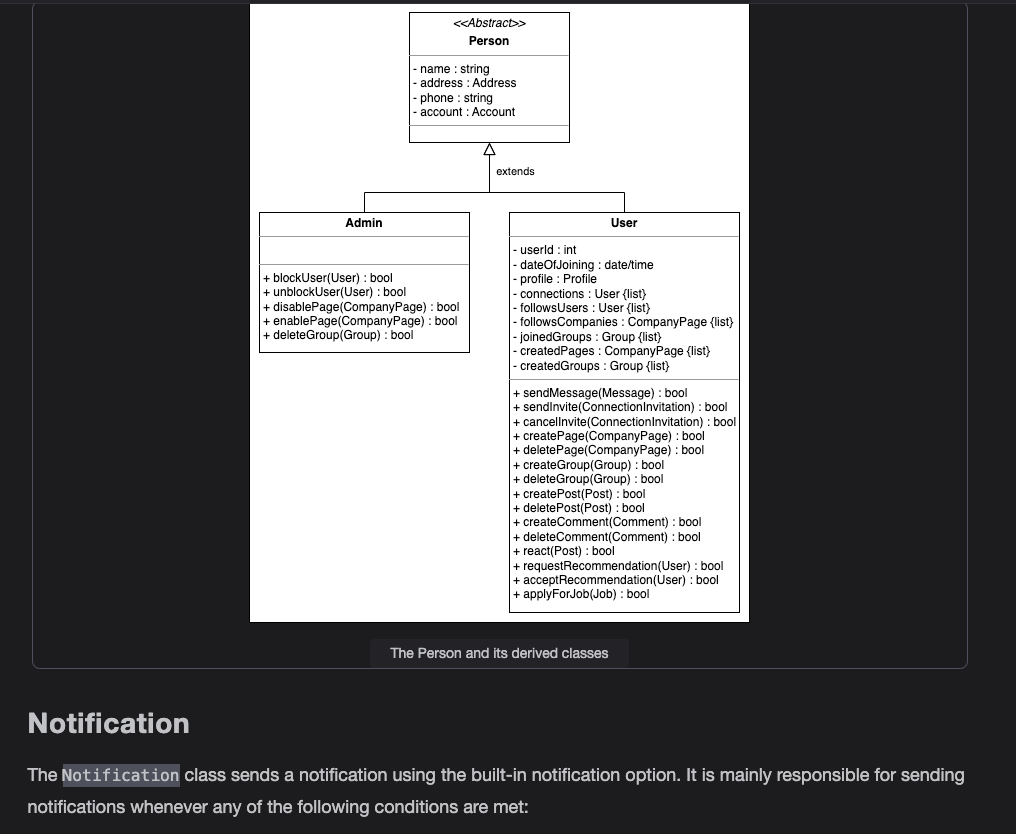 <<Abstract>>
Person
- name : string
- address : Address
- phone : string
- account : Account
extends
Admin
+ blockUser(User) : bool
+ unblockUser(User) : bool
+ disablePage(CompanyPage) : bool
+ enablePage(CompanyPage) : bool
+ deleteGroup(Group) : bool
User
- userId : int
- dateOfJoining : date/time
- profile : Profile
- connections : User {list}
- followsUsers : User {list}
- followsCompanies : CompanyPage {list}
- joinedGroups : Group {list}
- createdPages : CompanyPage {list}
- createdGroups : Group {list}
+ sendMessage(Message) : bool
+ sendInvite(ConnectionInvitation) : bool
+ cancelInvite(ConnectionInvitation) : bool
+ createPage(CompanyPage) : bool
+ deletePage(CompanyPage) : bool
+ createGroup(Group) : bool
+ deleteGroup(Group) : bool
+ createPost(Post) : bool
+ deletePost(Post) : bool
+ createComment(Comment) : bool
+ deleteComment(Comment) : bool
+ react(Post) : bool
+ requestRecommendation(User) : bool
+ acceptRecommendation(User) : bool
+ applyForJob(Job) : bool
The Person and its derived classes
Notification
The Notification class sends a notification using the built-in notification option. It is mainly responsible for sending
notifications whenever any of the following conditions are met: